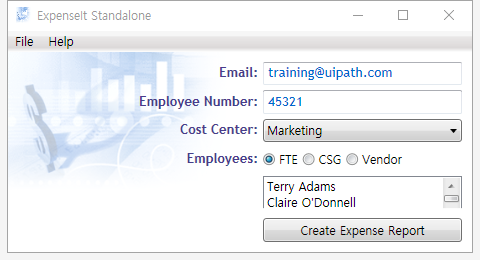 ExpenseIt Standalone
File Help
Email: training@uipath.com
Employee Number: 45321
Cost Center: Marketing
Employees: FTE CSG Vendor
Terry Adams
Claire O'Donnell
Create Expense Report